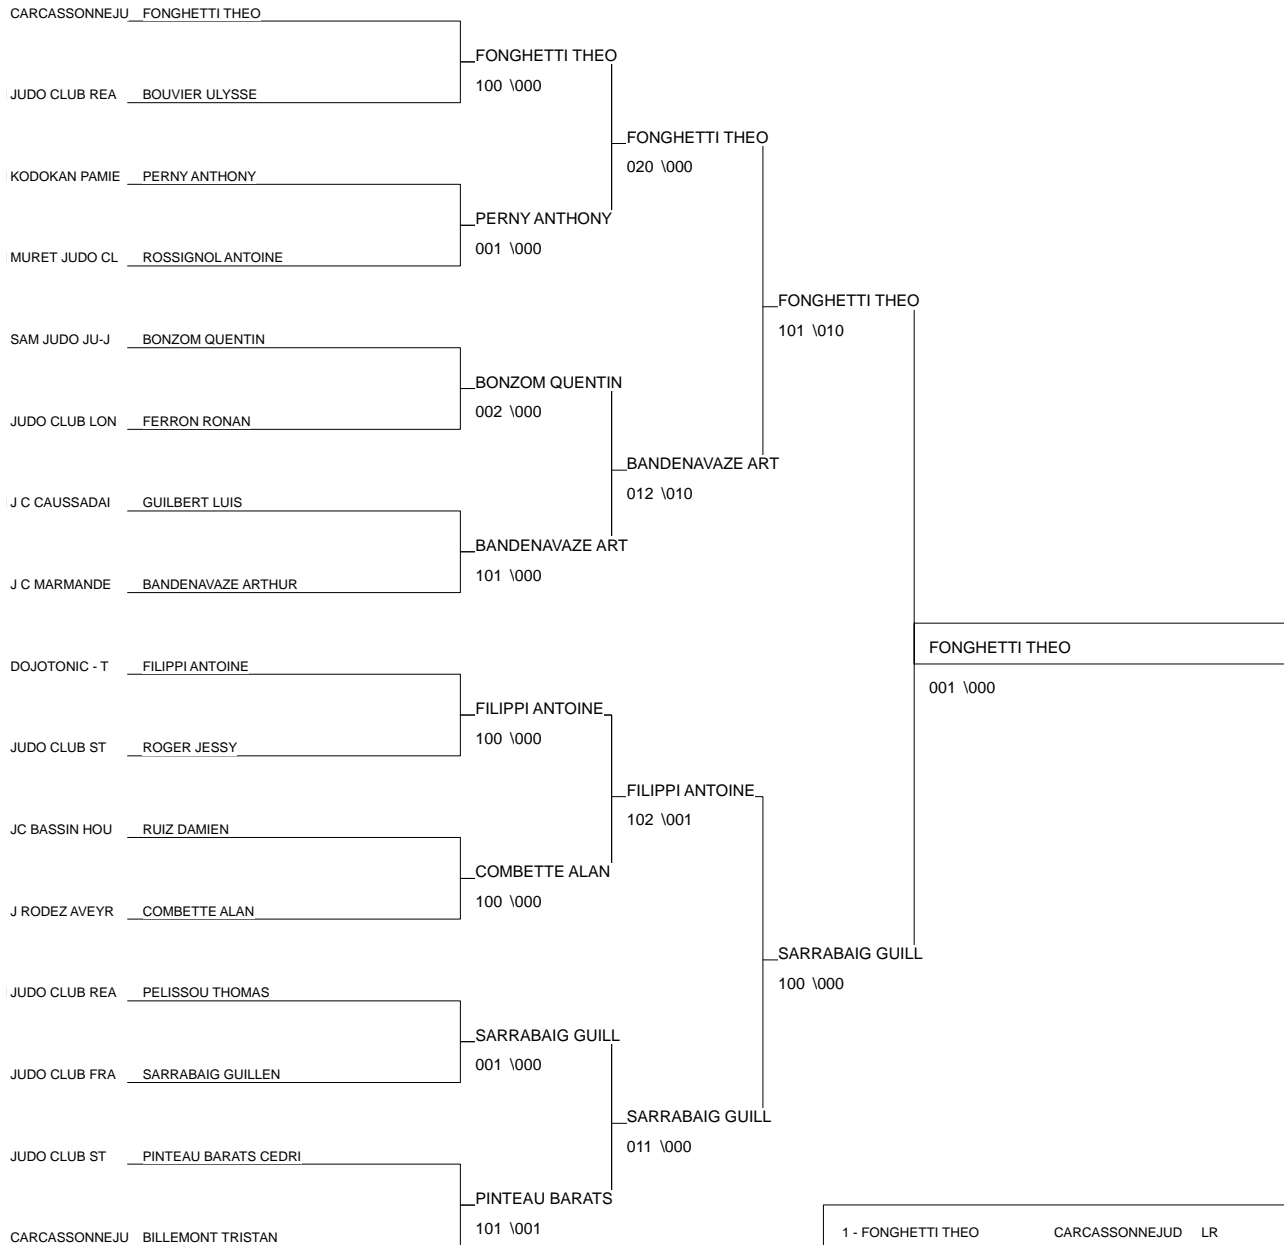 CARCASSONNEJU FONGHETTI THEO
FONGHETTI THEO
100 \000
JUDO CLUB REA BOUVIER ULYSSE
FONGHETTI THEO
020 \000
KODOKAN PAMIE PERNY ANTHONY
PERNY ANTHONY
001 \000
MURET JUDO CL ROSSIGNOL ANTOINE
FONGHETTI THEO
101 \010
SAM JUDO JU-J BONZOM QUENTIN
BONZOM QUENTIN
002 \000
JUDO CLUB LON FERRON RONAN
BANDENAVAZE ART
012 \010
J C CAUSSADAI GUILBERT LUIS
BANDENAVAZE ART
101 \000
J C MARMANDE BANDENAVAZE ARTHUR
FONGHETTI THEO
001 \000
DOJOTONIC - T FILIPPI ANTOINE
FILIPPI ANTOINE
100 \000
JUDO CLUB ST ROGER JESSY
FILIPPI ANTOINE
102 \001
JC BASSIN HOU RUIZ DAMIEN
COMBETTE ALAN
100 \000
J RODEZ AVEYR COMBETTE ALAN
SARRABAIG GUILL
100 \000
JUDO CLUB REA PELISSOU THOMAS
SARRABAIG GUILL
001 \000
JUDO CLUB FRA SARRABAIG GUILLEN
SARRABAIG GUILL
011 \000
JUDO CLUB ST PINTEAU BARATS CEDRI
PINTEAU BARATS
101 \001
CARCASSONNEJU BILLEMONT TRISTAN
1 - FONGHETTI THEO CARCASSONNEJUD LR